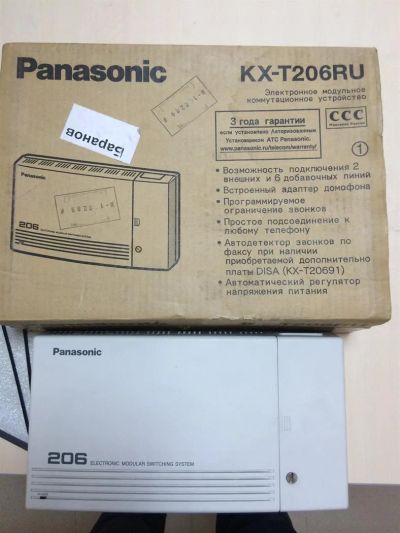 Panasonic
KX-T206RU
Электронное модульное
коммутационное устройство
3 года гарантии
если установлено Авторизованным
Установщиком АТС Panasonic.
www.panasonic.ru/telecom/warranty/
ССС
Баранов
1
• Возможность подключения 2
внешних и 6 добавочных линий
• Встроенный адаптер домофона
• Программируемое
ограничение звонков
• Простое подсоединение к
любому телефону
• Автодетектор звонков по
факсу при наличии
приобретаемой дополнительно
платы DISA (KX-T20691)
• Автоматический регулятор
напряжения питания
206
Panasonic
206 ELECTRONIC MODULAR SWITCHING SYSTEM